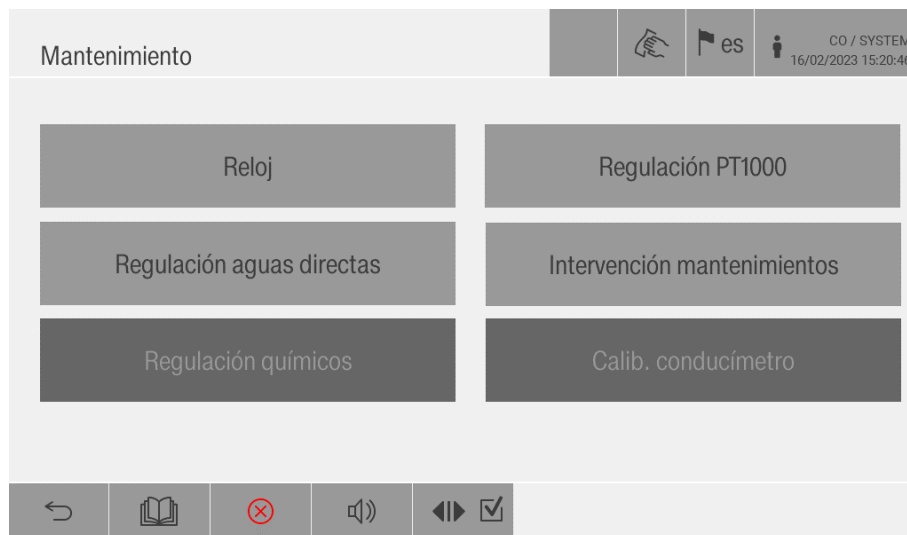 Mantenimiento
es
CO / SYSTEM
16/02/2023 15:20:46
Reloj
Regulación PT1000
Regulación aguas directas
Intervención mantenimientos
Regulación químicos
Calib. conducímetro